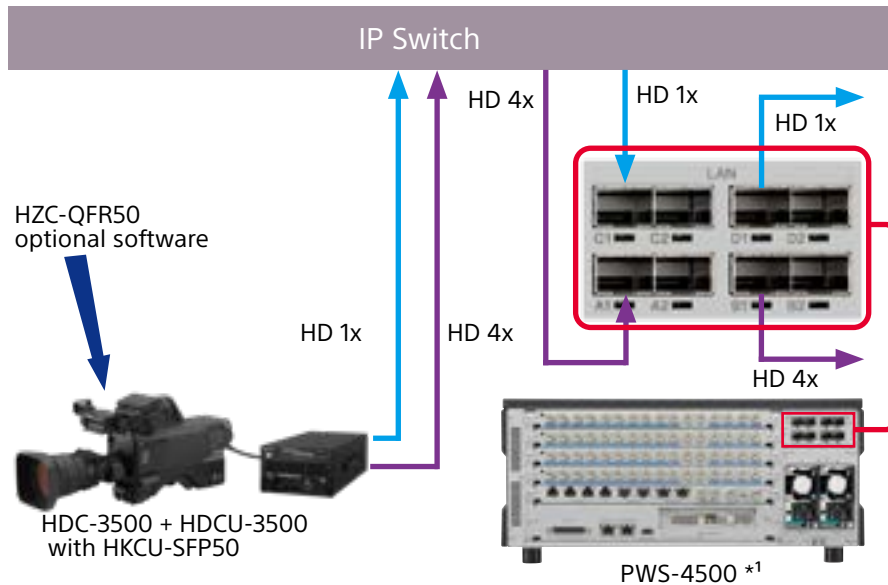 IP Switch
HD 4x
HD 1x
HD 1x
LAN
C1
C2
D1
D2
HZC-QFR50
optional software
A1
A2
B1
B2
HD 1x
HD 4x
HD 4x
HDC-3500 + HDCU-3500
with HKCU-SFP50
PWS-4500 *¹